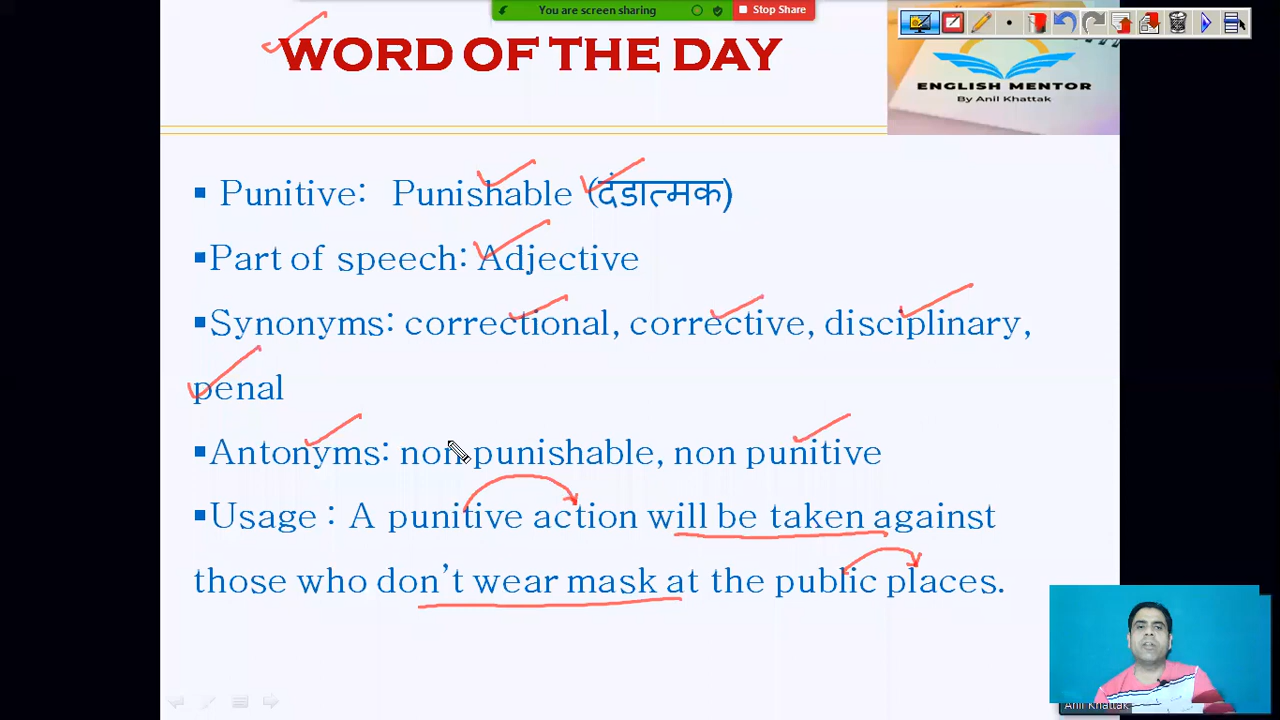 You are screen sharing
Stop Share
WORD OF THE DAY
ENGLISH MENTOR
By Anil Khattak
▪ Punitive: Punishable (दंडात्मक)
▪Part of speech: Adjective
▪Synonyms: correctional, corrective, disciplinary,
penal
▪Antonyms: non punishable, non punitive
▪Usage : A punitive action will be taken against
those who don't wear mask at the public places.
Anil Khattak